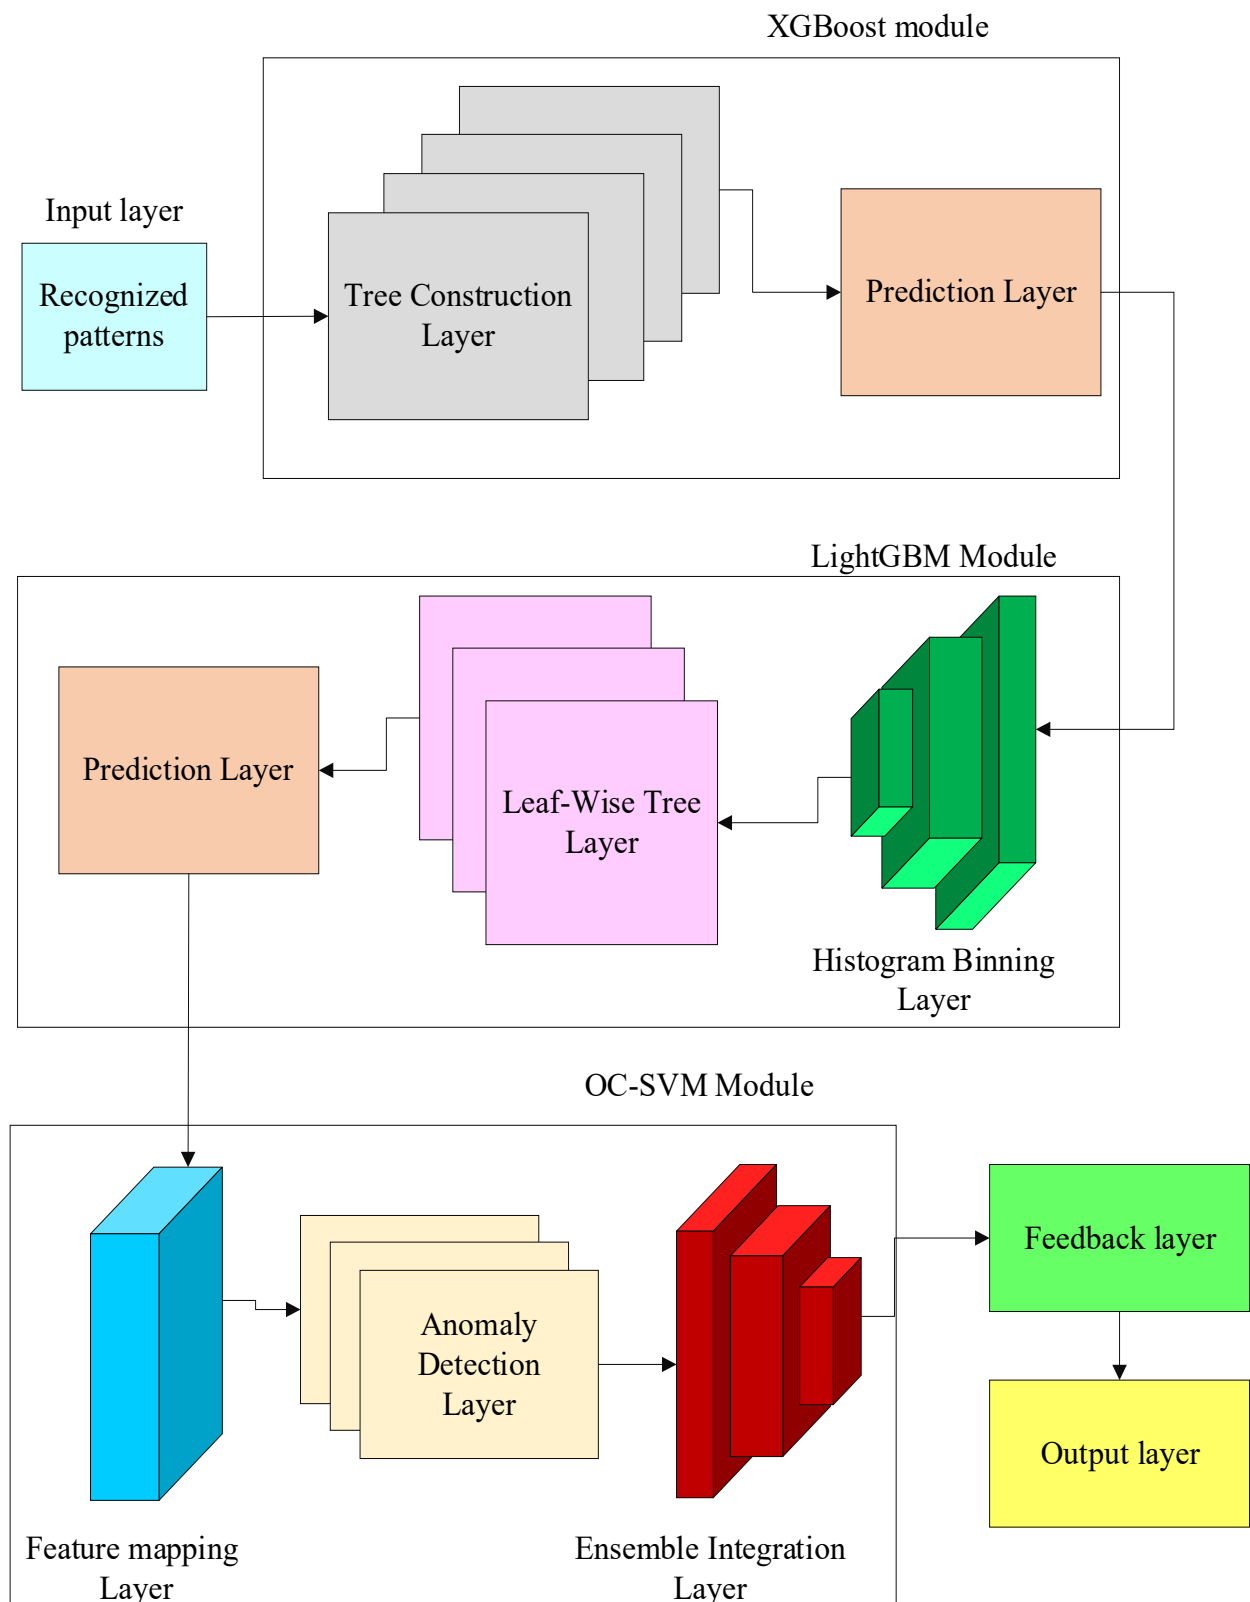 XGBoost module
Input layer
Recognized
patterns
Tree Construction
Layer
Prediction Layer
LightGBM Module
Prediction Layer
Leaf-Wise Tree
Layer
Histogram Binning
Layer
OC-SVM Module
Anomaly
Detection
Layer
Feature mapping
Layer
Ensemble Integration
Layer
Feedback layer
Output layer